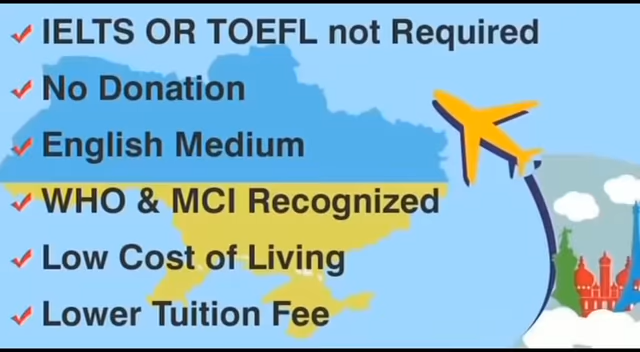 IELTS OR TOEFL not Required
No Donation
English Medium
WHO & MCI Recognized
Low Cost of Living
Lower Tuition Fee